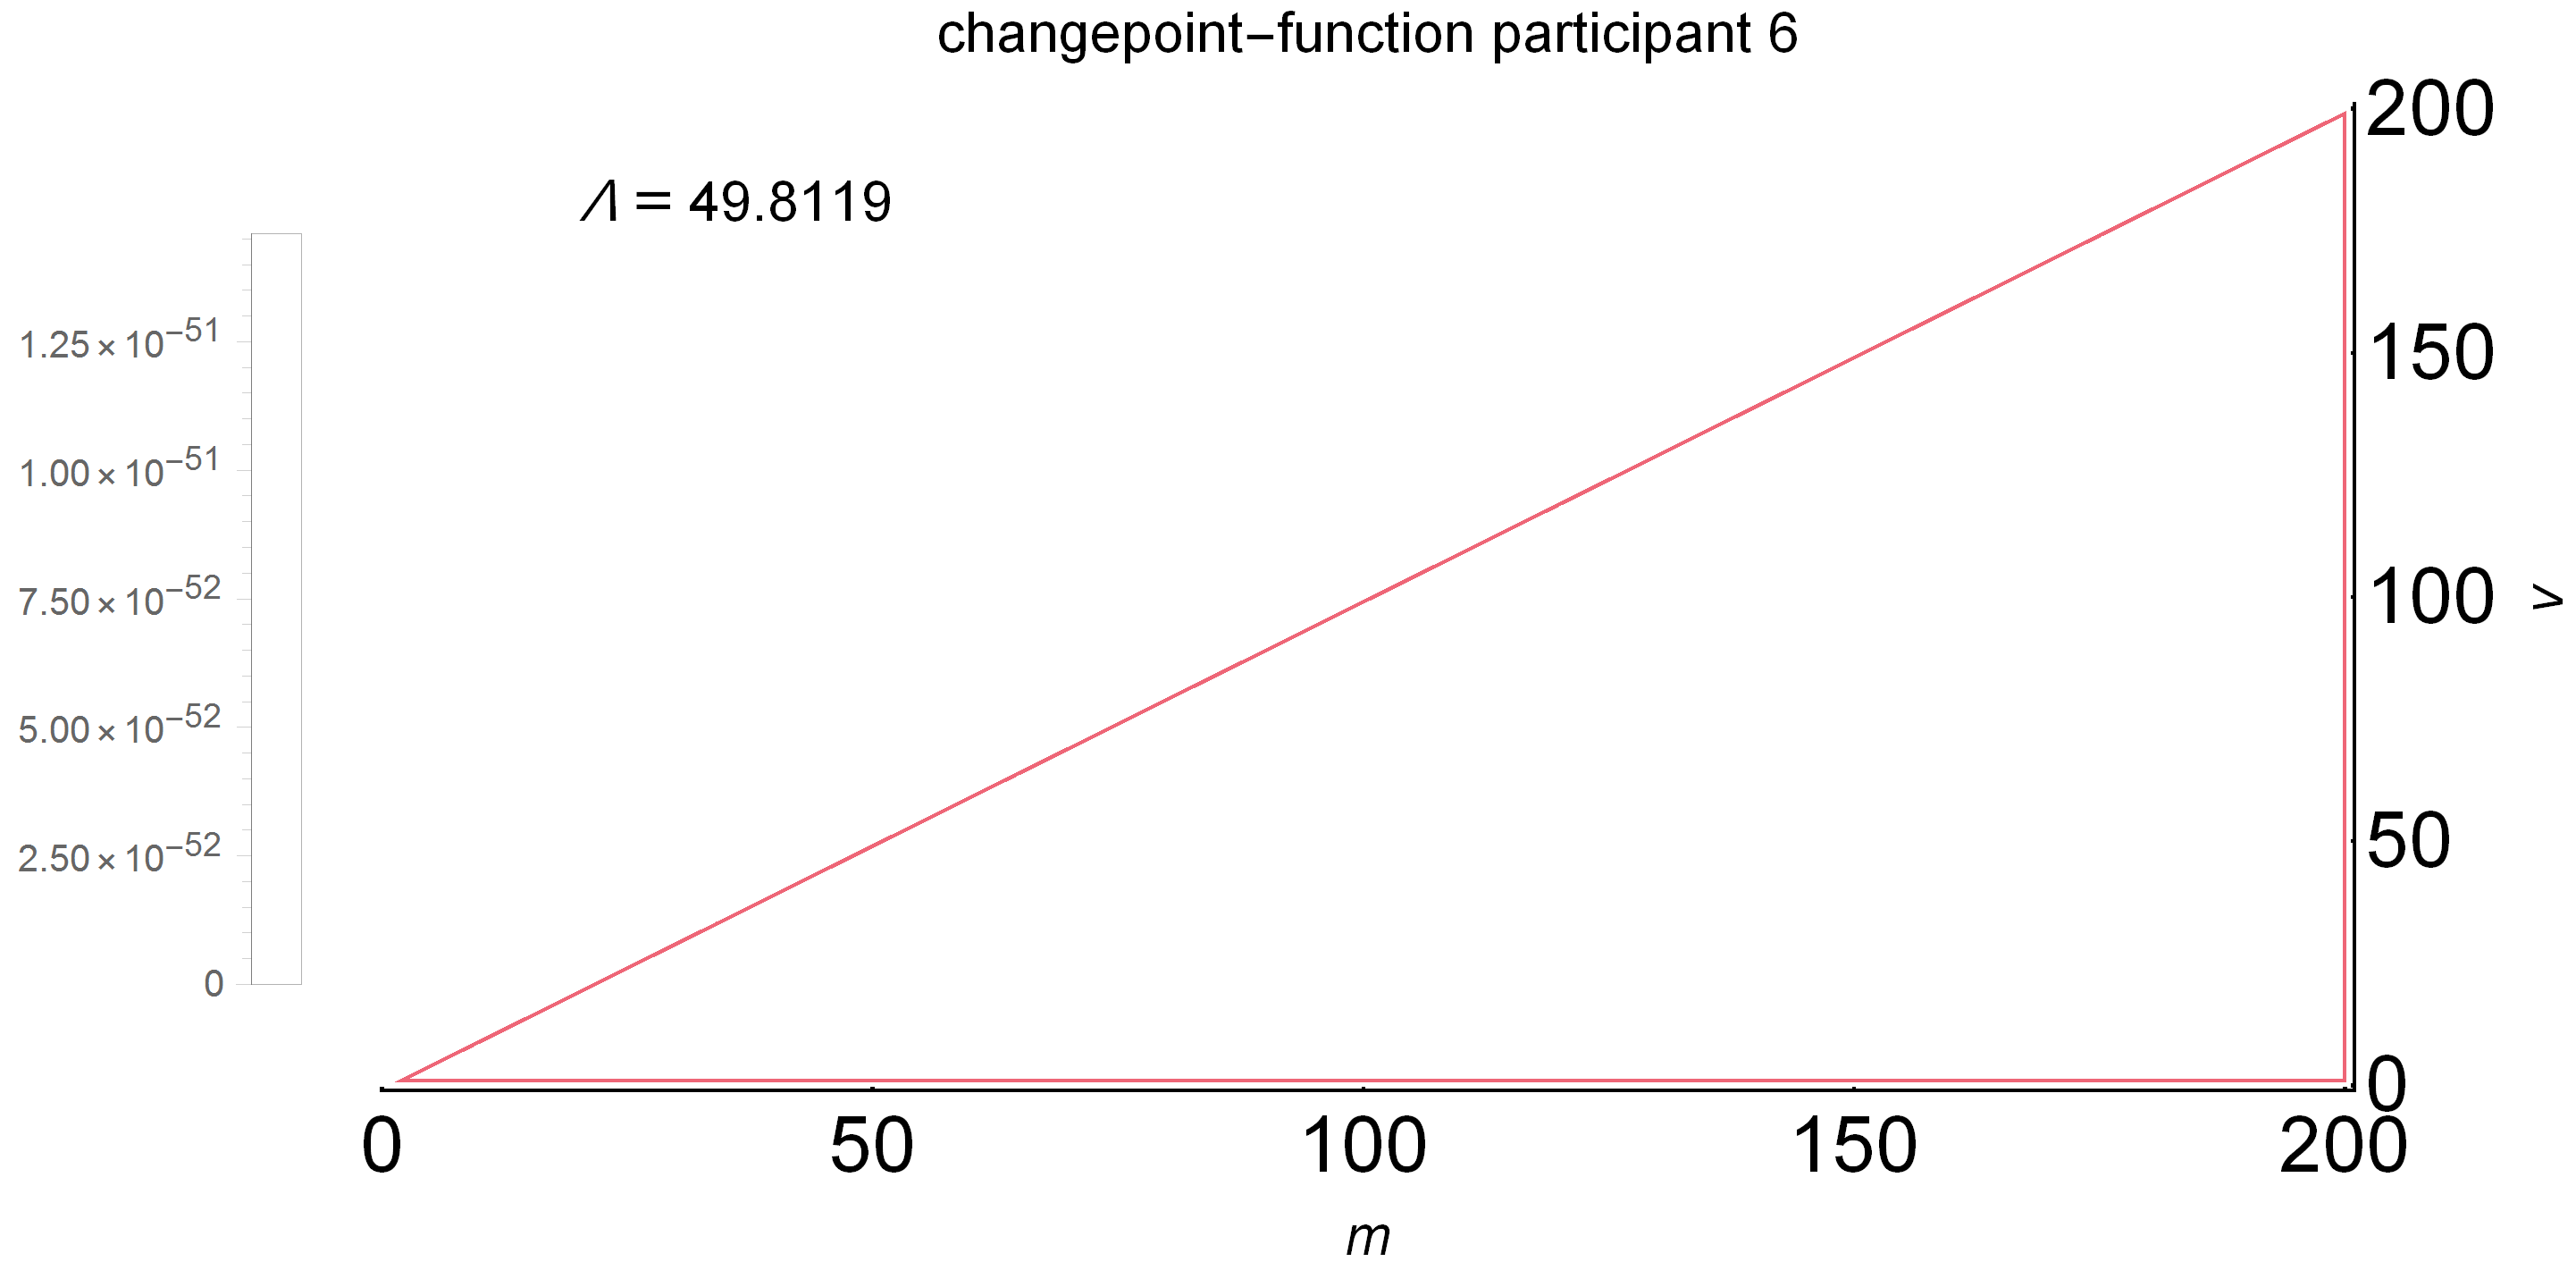 changepoint–function participant 6
Λ = 49.8119
1.25×10⁻⁵¹
1.00×10⁻⁵¹
7.50×10⁻⁵²
5.00×10⁻⁵²
2.50×10⁻⁵²
0
200
150
100
50
0
v
0 50 100 150 200
m